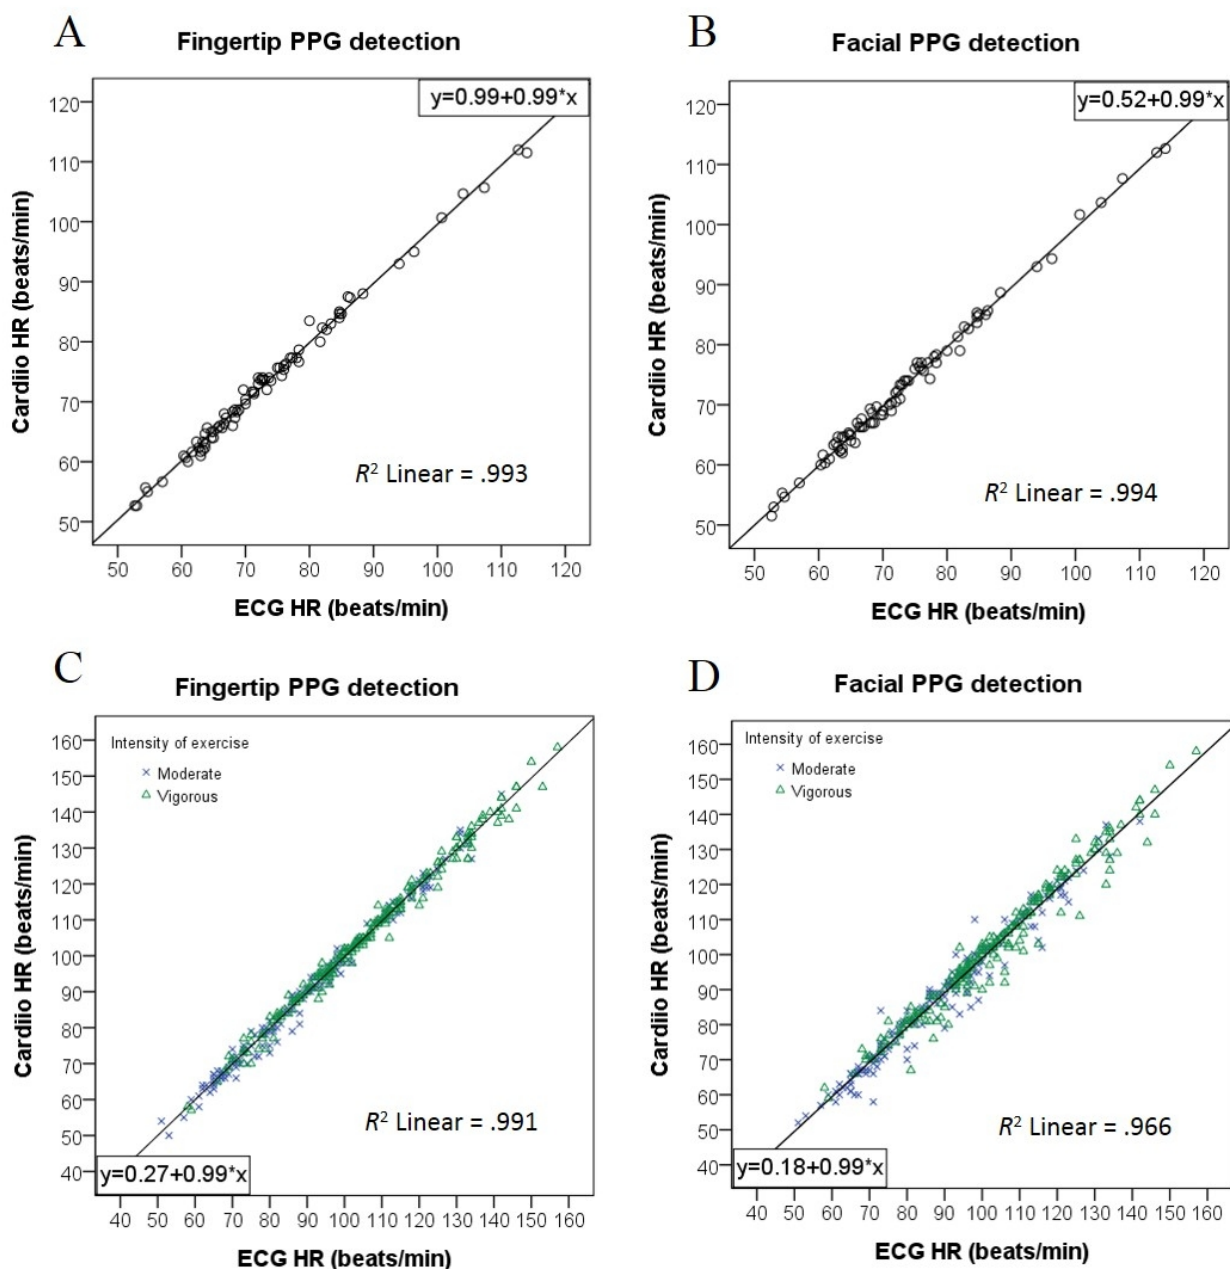 A
Fingertip PPG detection
y=0.99+0.99*x
Cardiio HR (beats/min)
120
110
100
90
80
70
60
50
R² Linear = .993
50 60 70 80 90 100 110 120
ECG HR (beats/min)
B
Facial PPG detection
y=0.52+0.99*x
Cardiio HR (beats/min)
120
110
100
90
80
70
60
50
R² Linear = .994
50 60 70 80 90 100 110 120
ECG HR (beats/min)
C
Fingertip PPG detection
Intensity of exercise
× Moderate
△ Vigorous
Cardiio HR (beats/min)
160
150
140
130
120
110
100
90
80
70
60
50
40
R² Linear = .991
y=0.27+0.99*x
40 50 60 70 80 90 100 110 120 130 140 150 160
ECG HR (beats/min)
D
Facial PPG detection
Intensity of exercise
× Moderate
△ Vigorous
Cardiio HR (beats/min)
160
150
140
130
120
110
100
90
80
70
60
50
40
R² Linear = .966
y=0.18+0.99*x
40 50 60 70 80 90 100 110 120 130 140 150 160
ECG HR (beats/min)